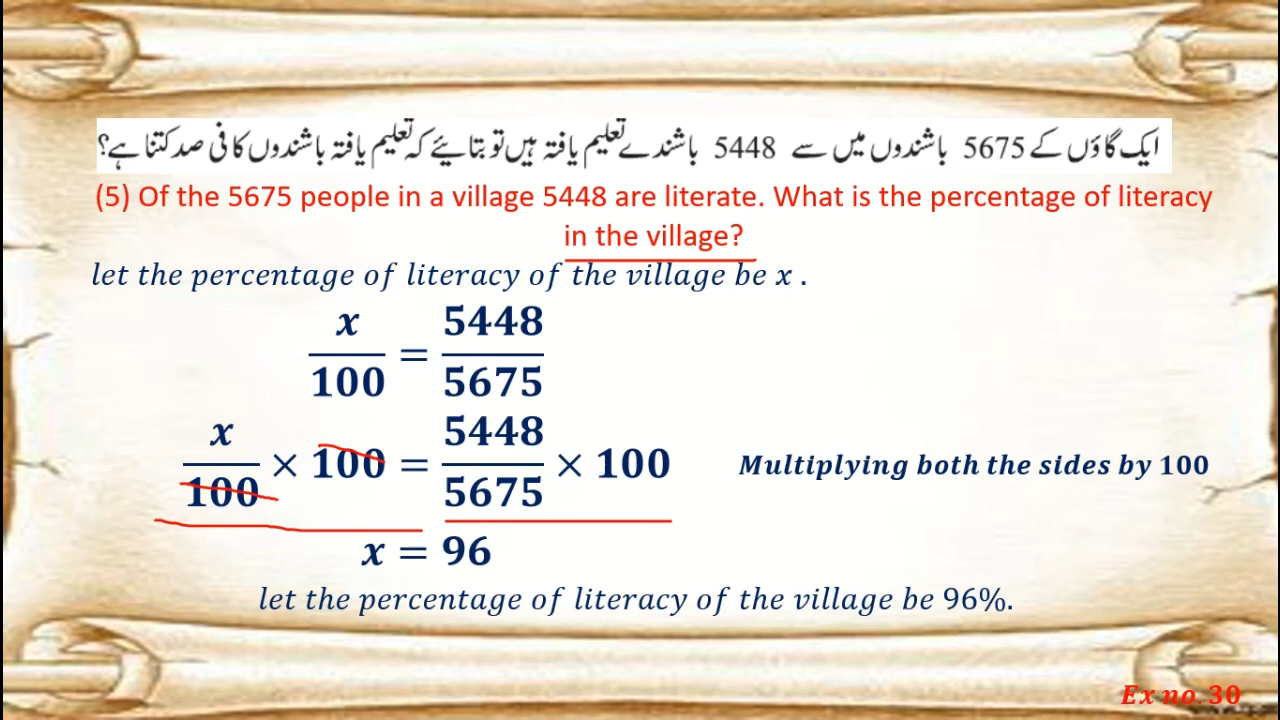 ایک گاؤں کے 5675 باشندوں میں سے 5448 باشندے تعلیم یافتہ ہیں تو بتایئے کہ تعلیم یافتہ باشندوں کا فی صد کتنا ہے؟
(5) Of the 5675 people in a village 5448 are literate. What is the percentage of literacy
in the village?
let the percentage of literacy of the village be x .
x/100 = 5448/5675
x/100 × 100 = 5448/5675 × 100 Multiplying both the sides by 100
x = 96
let the percentage of literacy of the village be 96%.
Ex no. 30